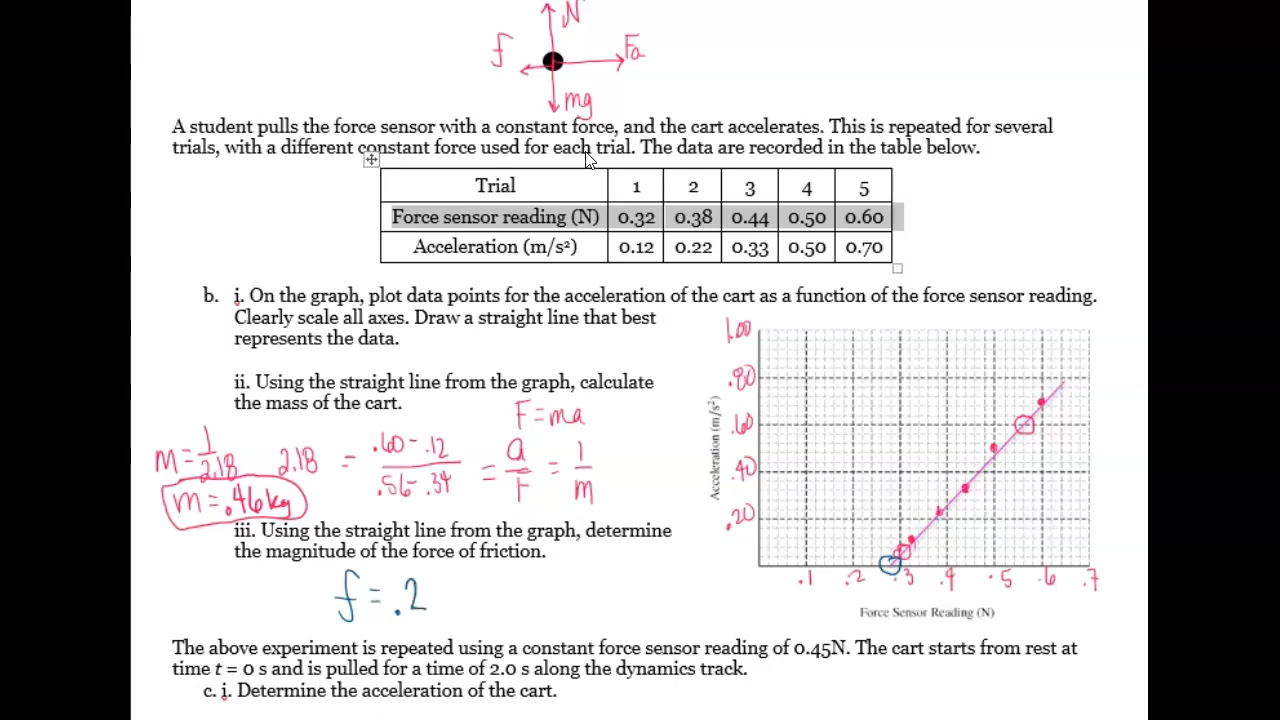 N
f
Fa
mg
A student pulls the force sensor with a constant force, and the cart accelerates. This is repeated for several
trials, with a different constant force used for each trial. The data are recorded in the table below.
Trial 1 2 3 4 5
Force sensor reading (N) 0.32 0.38 0.44 0.50 0.60
Acceleration (m/s²) 0.12 0.22 0.33 0.50 0.70
b. i. On the graph, plot data points for the acceleration of the cart as a function of the force sensor reading.
Clearly scale all axes. Draw a straight line that best
represents the data.
ii. Using the straight line from the graph, calculate
the mass of the cart.
F=ma
m=1/2.18 2.18 = .60-.12/.56-.34 = a/F = 1/m
m=.46kg
iii. Using the straight line from the graph, determine
the magnitude of the force of friction.
f=.2
1.00
.80
.60
.40
.20
Acceleration (m/s²)
.1 .2 .3 .4 .5 .6 .7
Force Sensor Reading (N)
The above experiment is repeated using a constant force sensor reading of 0.45N. The cart starts from rest at
time t = 0 s and is pulled for a time of 2.0 s along the dynamics track.
c. i. Determine the acceleration of the cart.